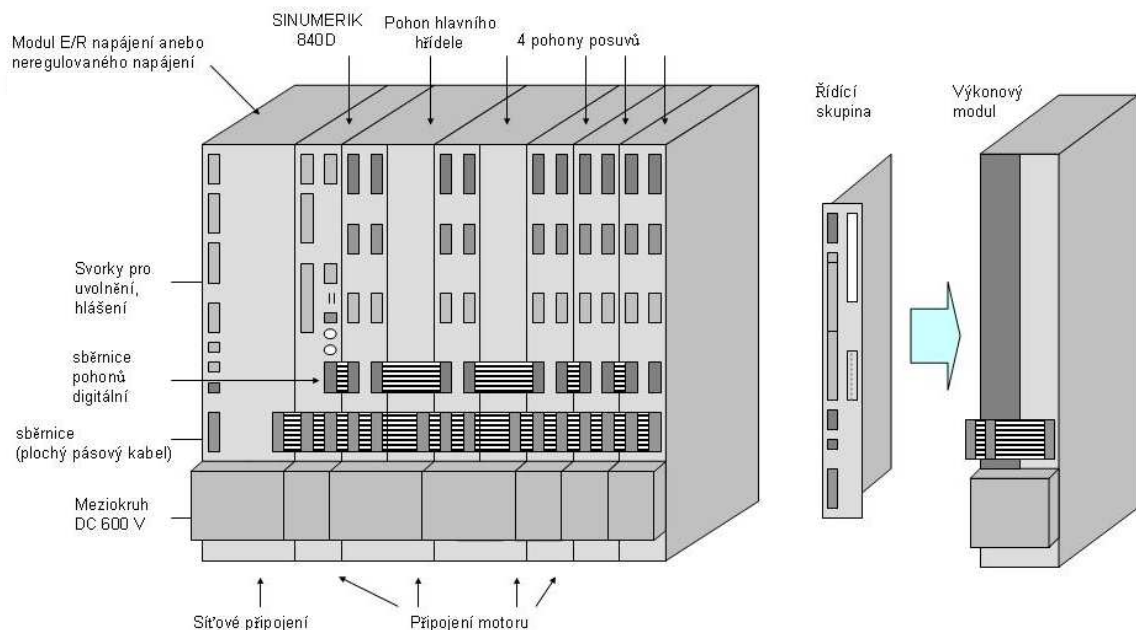 SINUMERIK
840D
Pohon hlavního
hřídele
4 pohony posuvů
Modul E/R napájení anebo
neregulovaného napájení
Řídící
skupina
Výkonový
modul
Svorky pro
uvolnění,
hlášení
sběrnice
pohonů
digitální
sběrnice
(plochý pásový kabel)
Meziokruh
DC 600 V
Síťové připojení
Připojení motoru